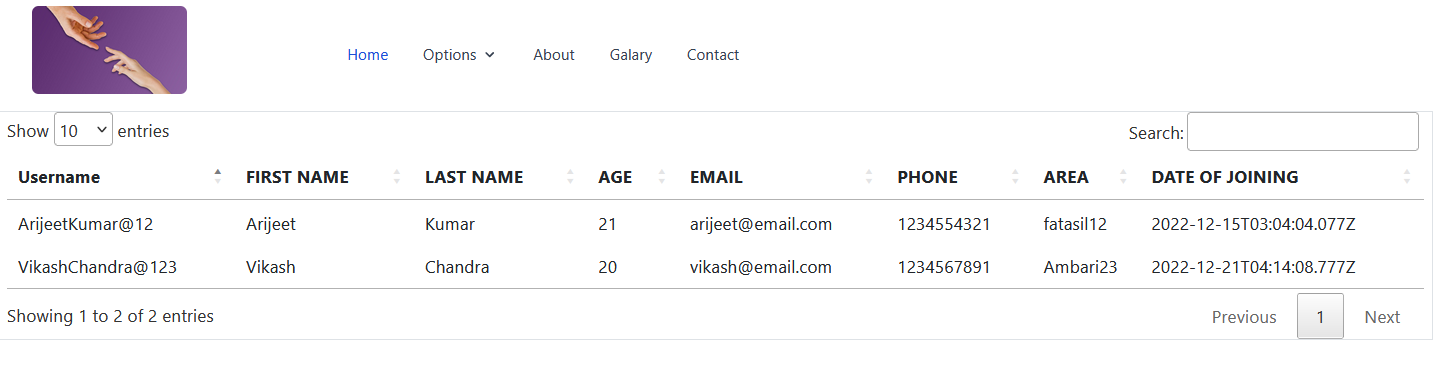 Home Options About Galary Contact
Show 10 entries Search:
Username FIRST NAME LAST NAME AGE EMAIL PHONE AREA DATE OF JOINING
ArijeetKumar@12 Arijeet Kumar 21 arijeet@email.com 1234554321 fatasil12 2022-12-15T03:04:04.077Z
VikashChandra@123 Vikash Chandra 20 vikash@email.com 1234567891 Ambari23 2022-12-21T04:14:08.777Z
Showing 1 to 2 of 2 entries Previous 1 Next